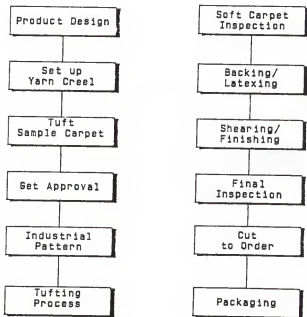 Product Design
Set up
Yarn Creel
Tuft
Sample Carpet
Get Approval
Industrial
Pattern
Tufting
Process
Soft Carpet
Inspection
Backing/
Latexing
Shearing/
Finishing
Final
Inspection
Cut
to Order
Packaging